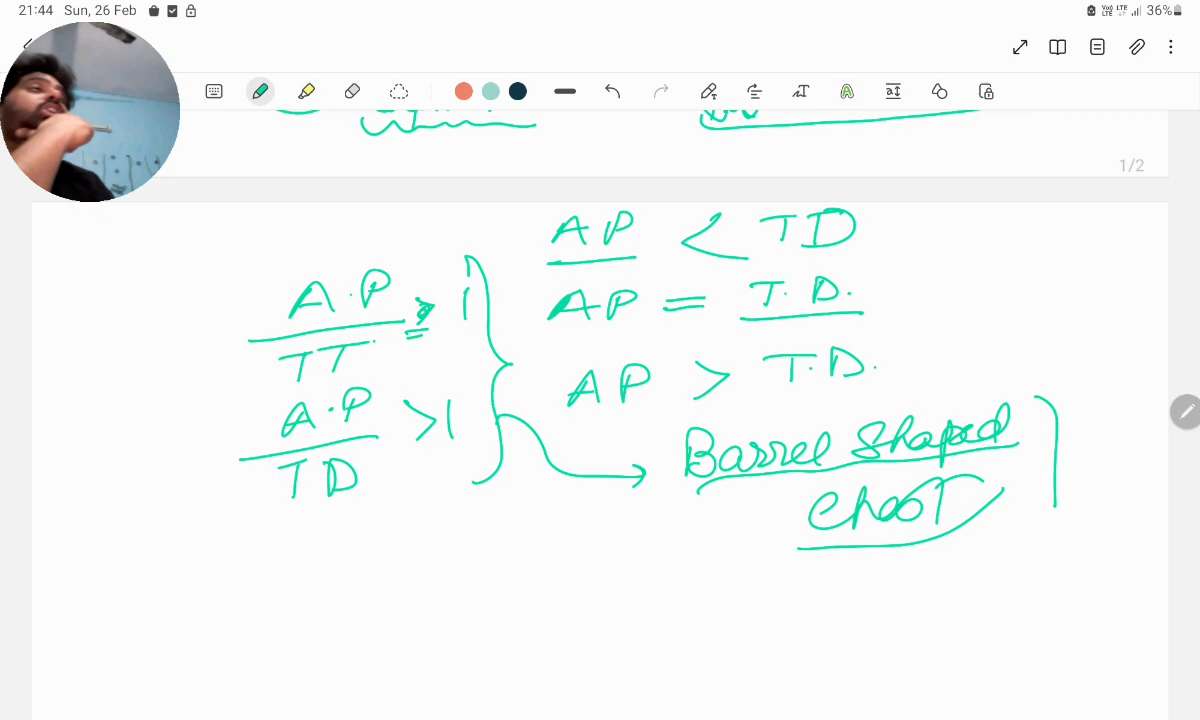 21:44 Sun, 26 Feb
36%
1/2
AP < TD
AP = T.D.
AP > T.D.
A.P
TT.
1
A.P
TD
>1
Barrel shaped
chest